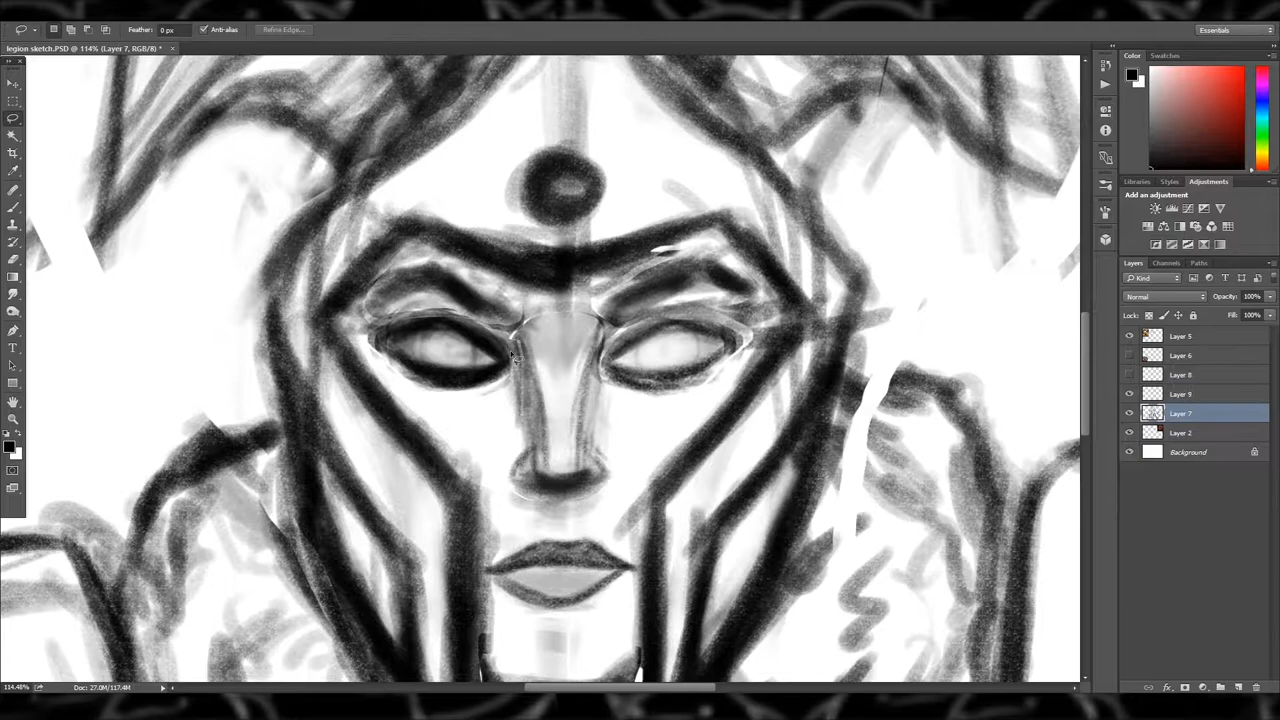 Feather: 0 px Anti-alias Refine Edge... Essentials
legion sketch.PSD @ 114% (Layer 7, RGB/8) * ×
Color Swatches
Libraries Styles Adjustments
Add an adjustment
Layers Channels Paths
Kind
Normal Opacity: 100%
Lock: Fill: 100%
Layer 5
Layer 6
Layer 8
Layer 9
Layer 7
Layer 2
Background
114.48% Doc: 27.0M/117.4M